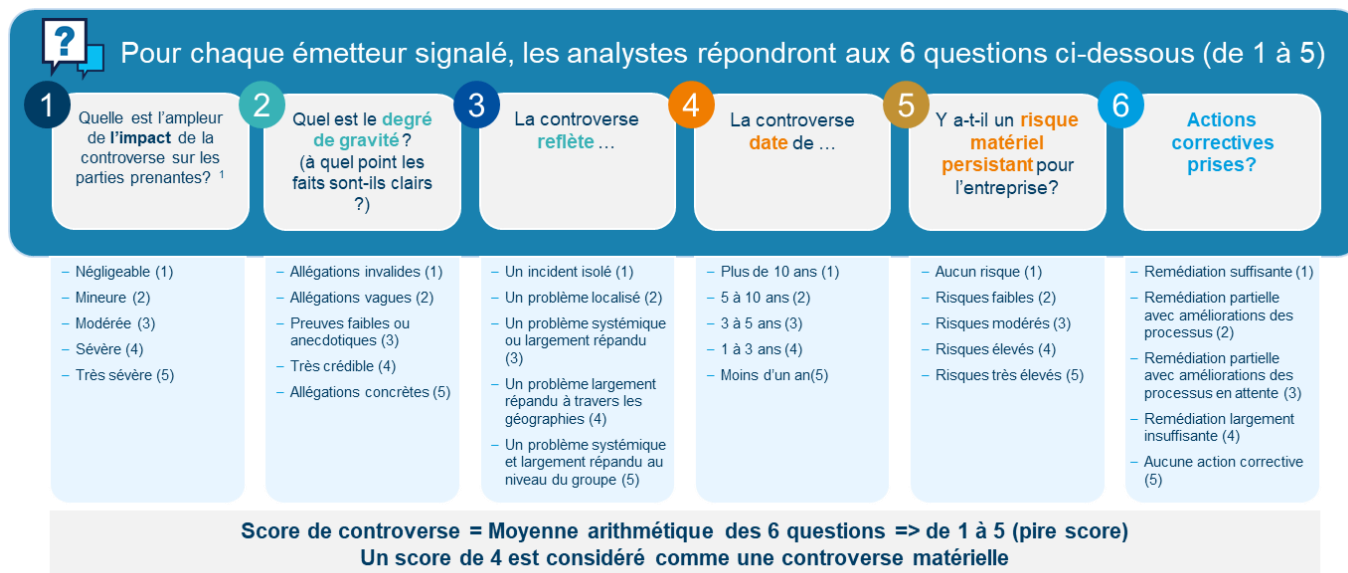 ?
Pour chaque émetteur signalé, les analystes répondront aux 6 questions ci-dessous (de 1 à 5)
1
Quelle est l'ampleur
de l'impact de la
controverse sur les
parties prenantes? 1
– Négligeable (1)
– Mineure (2)
– Modérée (3)
– Sévère (4)
– Très sévère (5)
2
Quel est le degré
de gravité ?
(à quel point les
faits sont-ils clairs
?)
– Allégations invalides (1)
– Allégations vagues (2)
– Preuves faibles ou
anecdotiques (3)
– Très crédible (4)
– Allégations concrètes (5)
3
La controverse
reflète ...
– Un incident isolé (1)
– Un problème localisé (2)
– Un problème systémique
ou largement répandu
(3)
– Un problème largement
répandu à travers les
géographies (4)
– Un problème systémique
et largement répandu au
niveau du groupe (5)
4
La controverse
date de ...
– Plus de 10 ans (1)
– 5 à 10 ans (2)
– 3 à 5 ans (3)
– 1 à 3 ans (4)
– Moins d'un an(5)
5
Y a-t-il un risque
matériel
persistant pour
l'entreprise?
– Aucun risque (1)
– Risques faibles (2)
– Risques modérés (3)
– Risques élevés (4)
– Risques très élevés (5)
6
Actions
correctives
prises?
– Remédiation suffisante (1)
– Remédiation partielle
avec améliorations des
processus (2)
– Remédiation partielle
avec améliorations des
processus en attente (3)
– Remédiation largement
insuffisante (4)
– Aucune action corrective
(5)
Score de controverse = Moyenne arithmétique des 6 questions => de 1 à 5 (pire score)
Un score de 4 est considéré comme une controverse matérielle